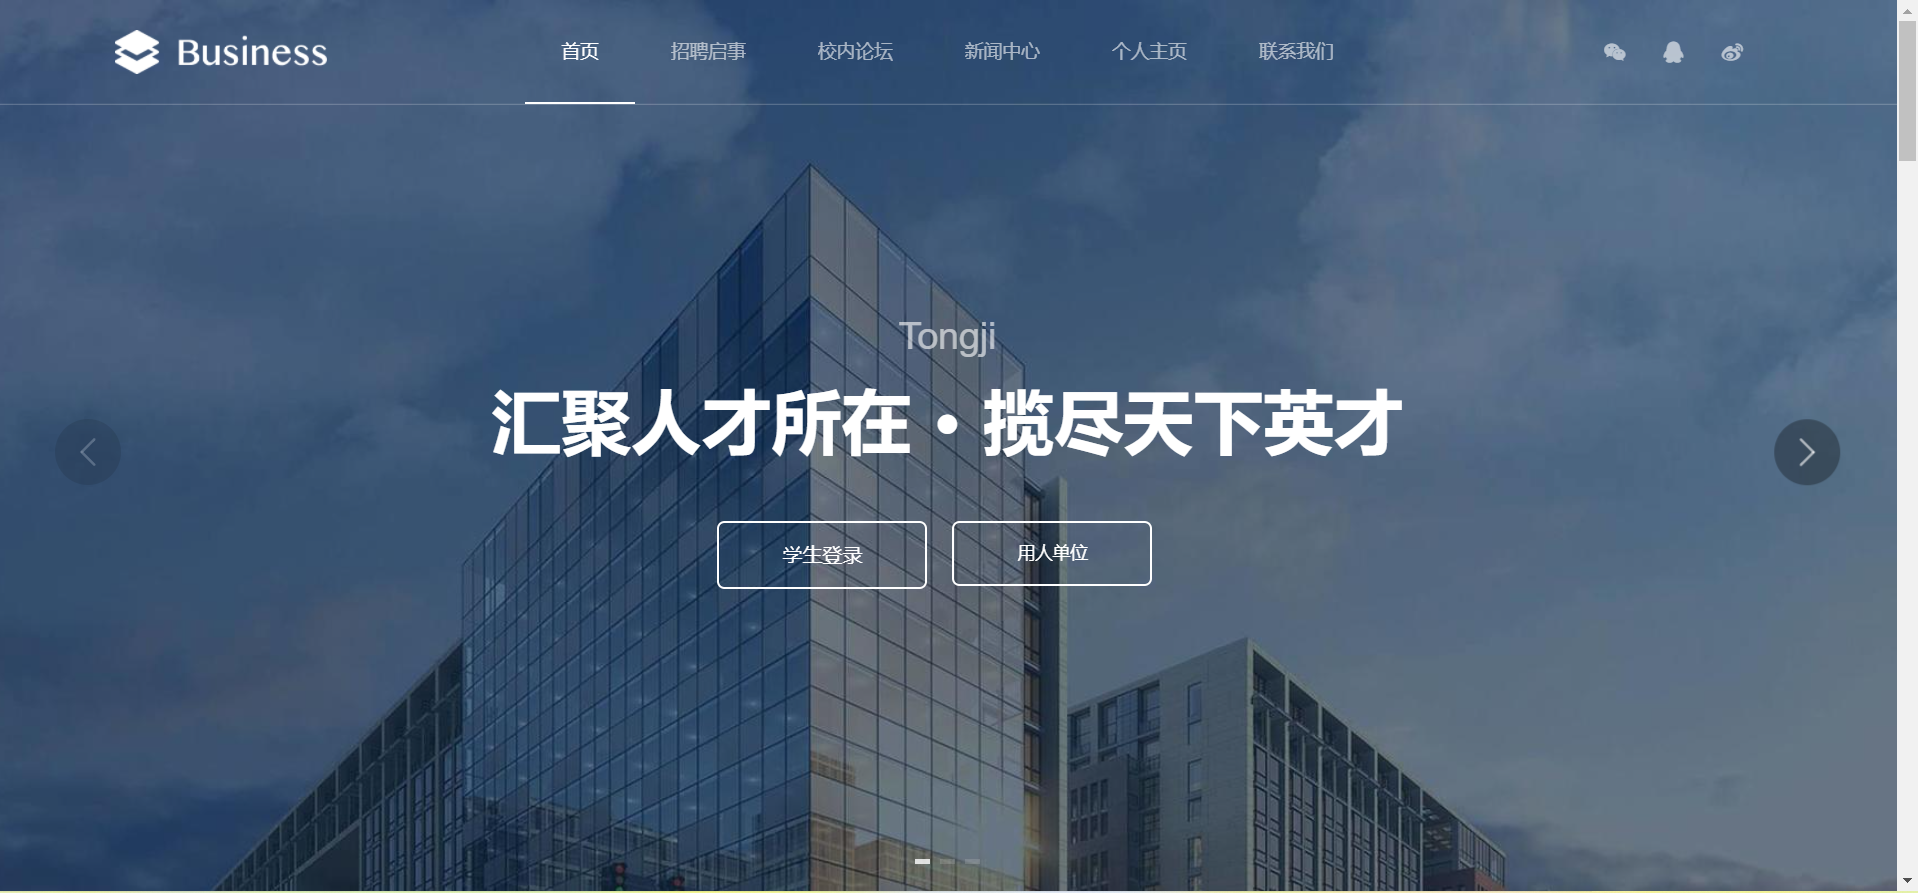 Business
首页 招聘启事 校内论坛 新闻中心 个人主页 联系我们
Tongji
汇聚人才所在·揽尽天下英才
学生登录 用人单位